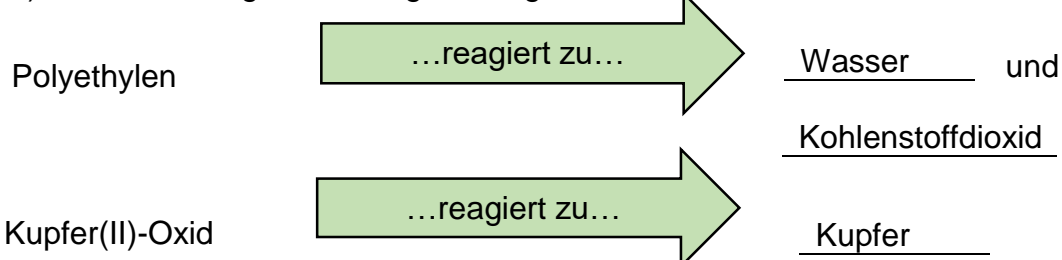 …reagiert zu…
Polyethylen
Wasser und
Kohlenstoffdioxid
…reagiert zu…
Kupfer(II)-Oxid
Kupfer